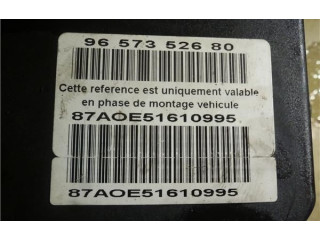 96 573 526 80
Cette reference est uniquement valable
en phase de montage vehicule
87AOE51610995
87AOE51610995